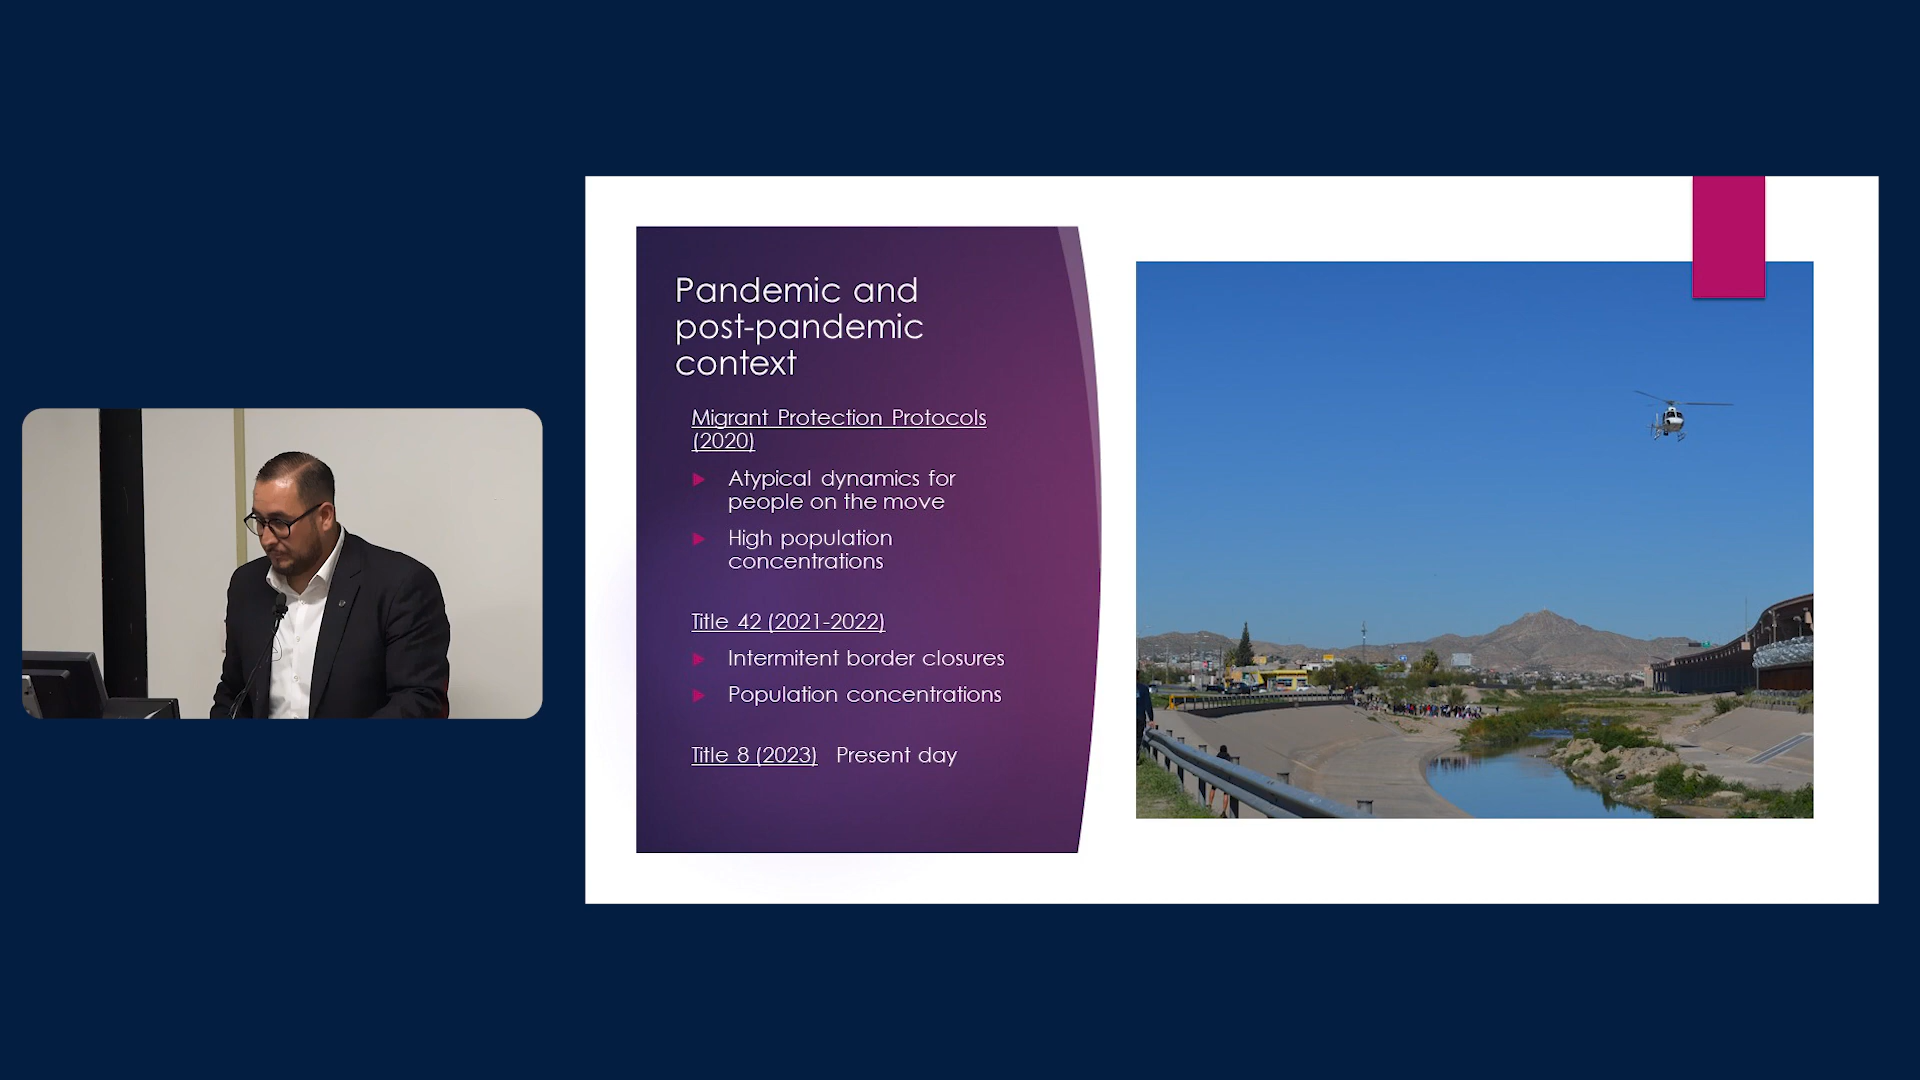 Pandemic and
post-pandemic
context
Migrant Protection Protocols
(2020)
Atypical dynamics for
people on the move
High population
concentrations
Title 42 (2021-2022)
Intermitent border closures
Population concentrations
Title 8 (2023) Present day